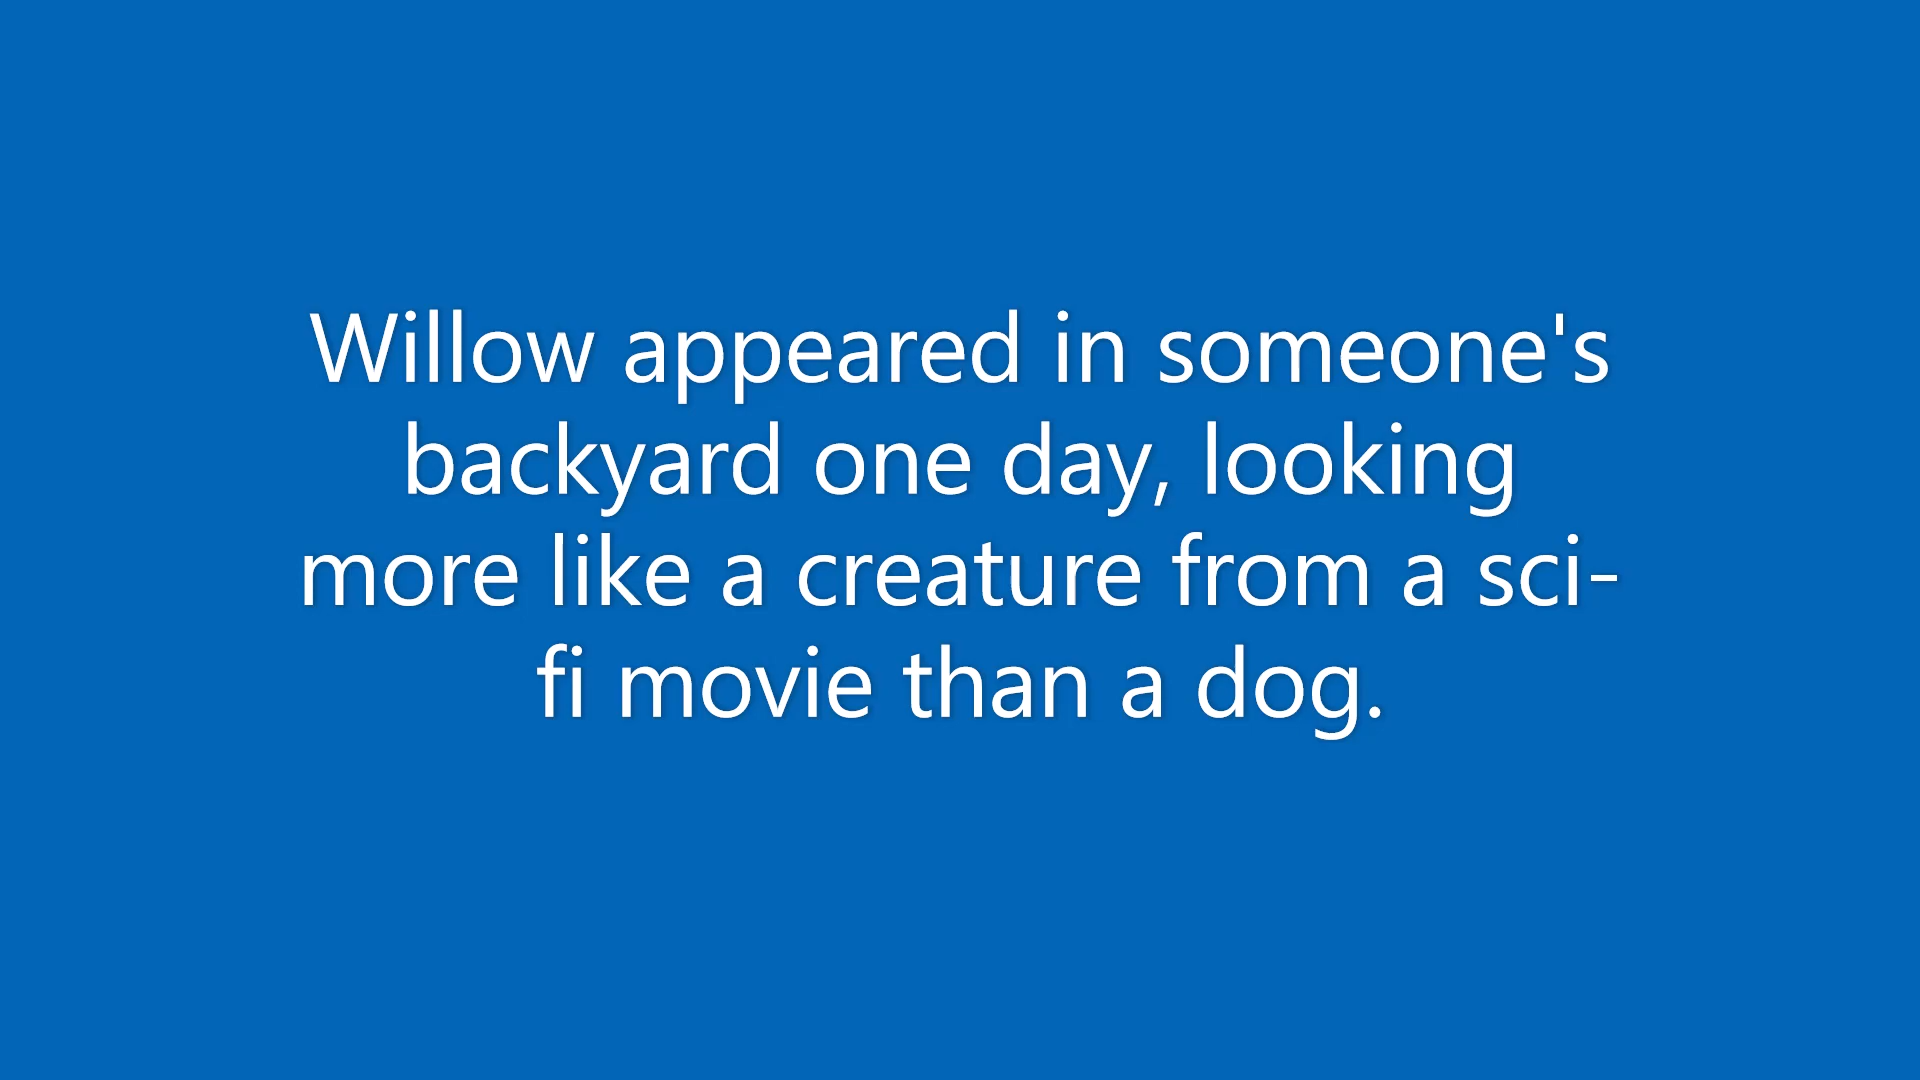 Willow appeared in someone's
backyard one day, looking
more like a creature from a sci-
fi movie than a dog.